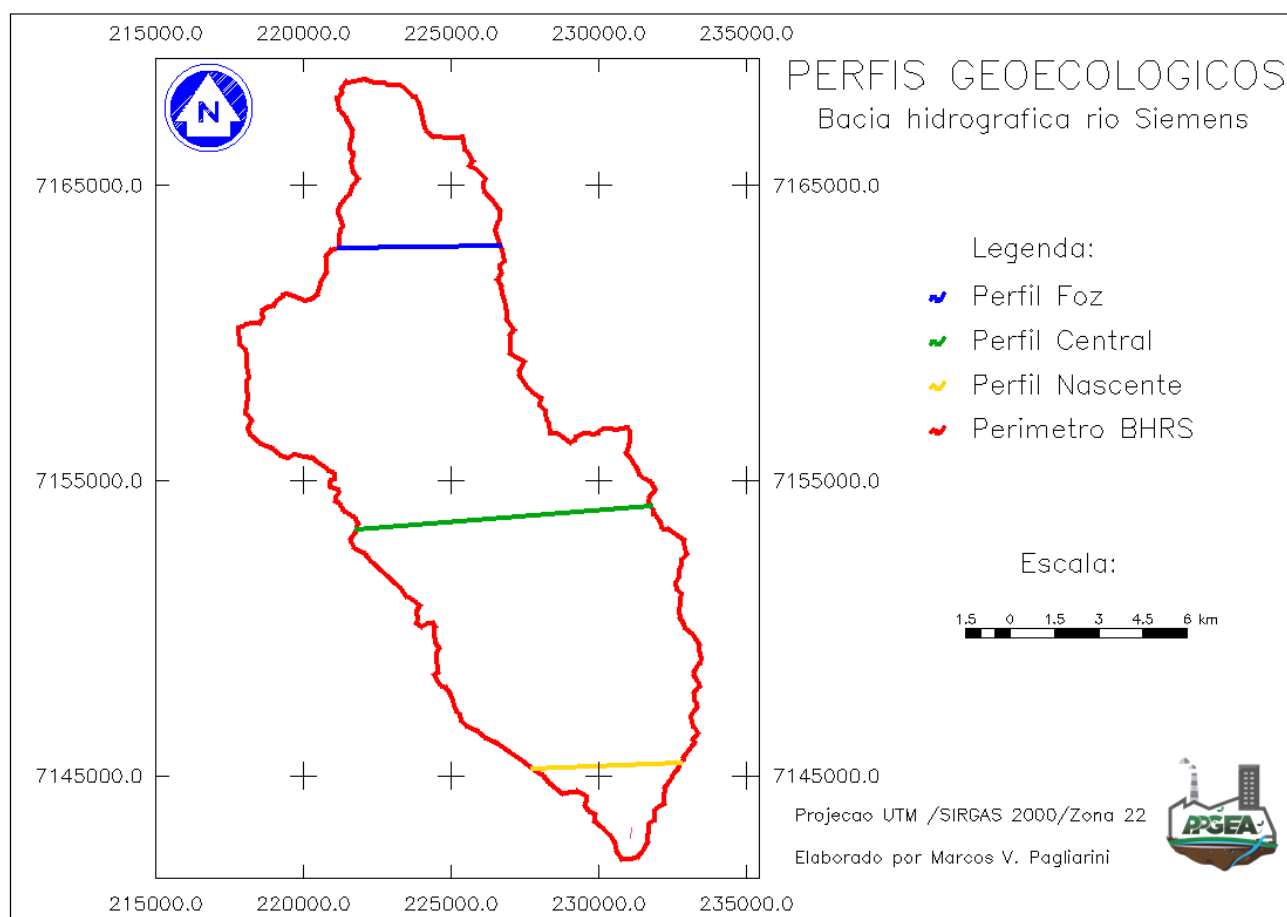 215000.0 220000.0 225000.0 230000.0 235000.0
N
PERFIS GEOECOLOGICOS
Bacia hidrografica rio Siemens
7165000.0 7165000.0
Legenda:
Perfil Foz
Perfil Central
Perfil Nascente
Perimetro BHRS
7155000.0 7155000.0
Escala:
1.5 0 1.5 3 4.5 6 km
7145000.0 7145000.0
Projecao UTM /SIRGAS 2000/Zona 22
PPGEA
Elaborado por Marcos V. Pagliarini
215000.0 220000.0 225000.0 230000.0 235000.0